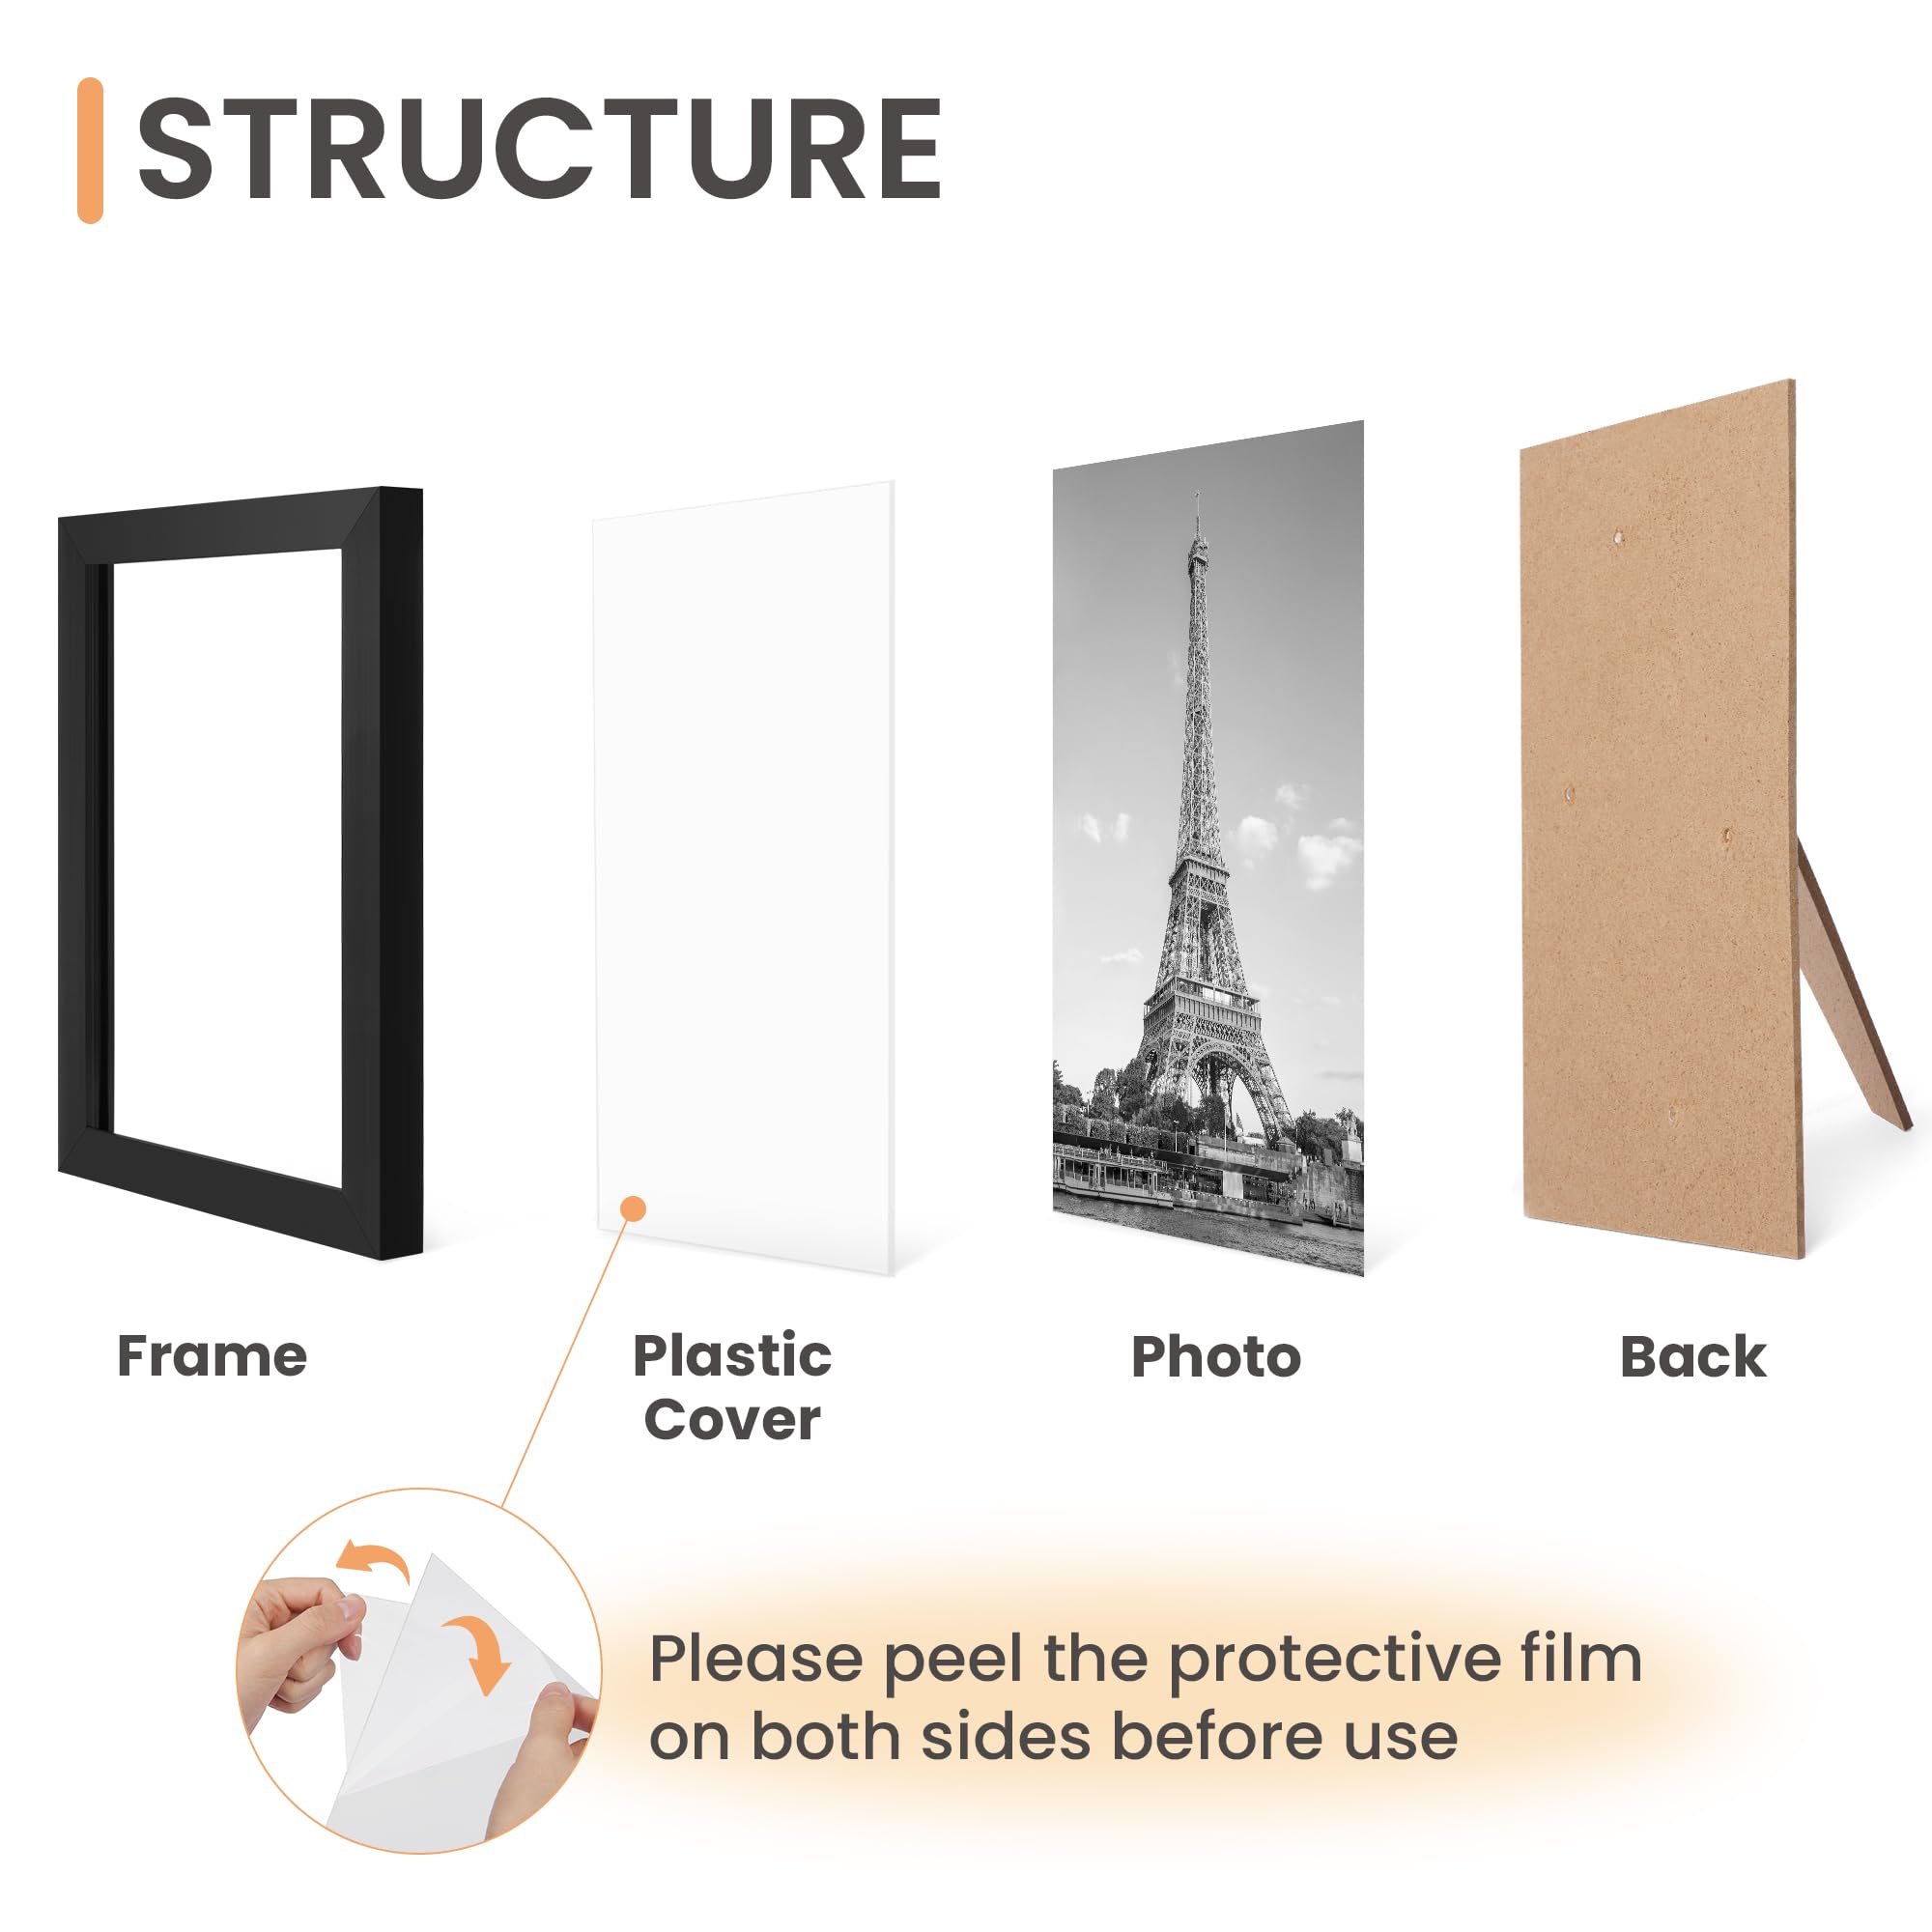 STRUCTURE
Frame
Plastic
Cover
Photo
Back
Please peel the protective film
on both sides before use